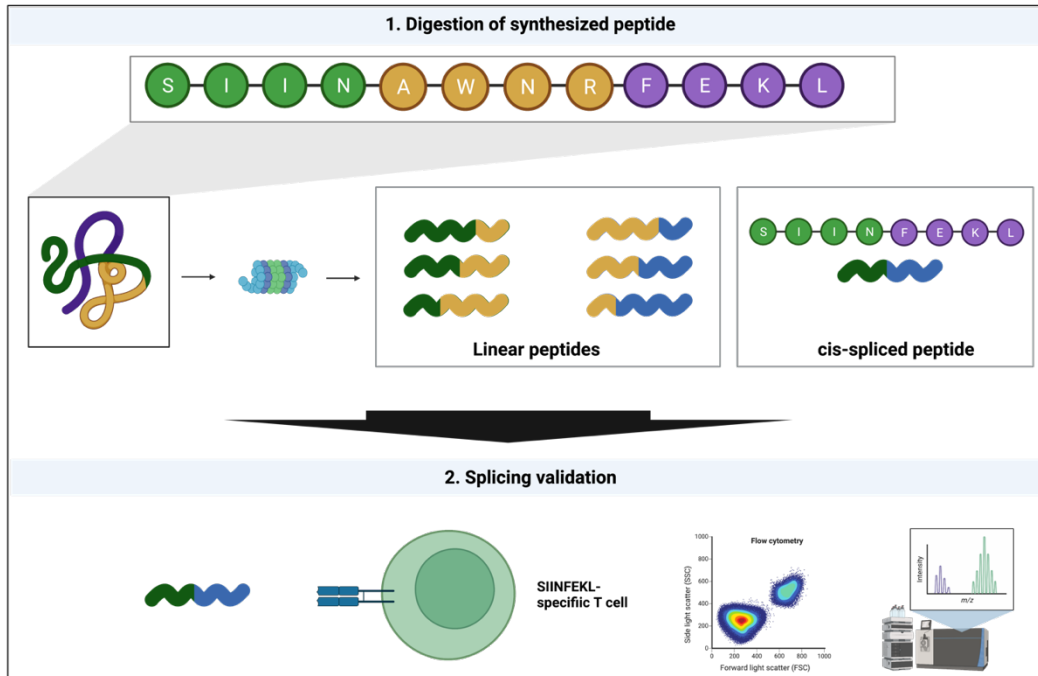 1. Digestion of synthesized peptide
S I I N A W N R F E K L
S I I N F E K L
Linear peptides
cis-spliced peptide
2. Splicing validation
SIINFEKL-
specifiic T cell
Flow cytometry
Side light scatter (SSC)
1000
800
600
400
200
0
0 200 400 600 800 1000
Forward light scatter (FSC)
Intensity
m/z